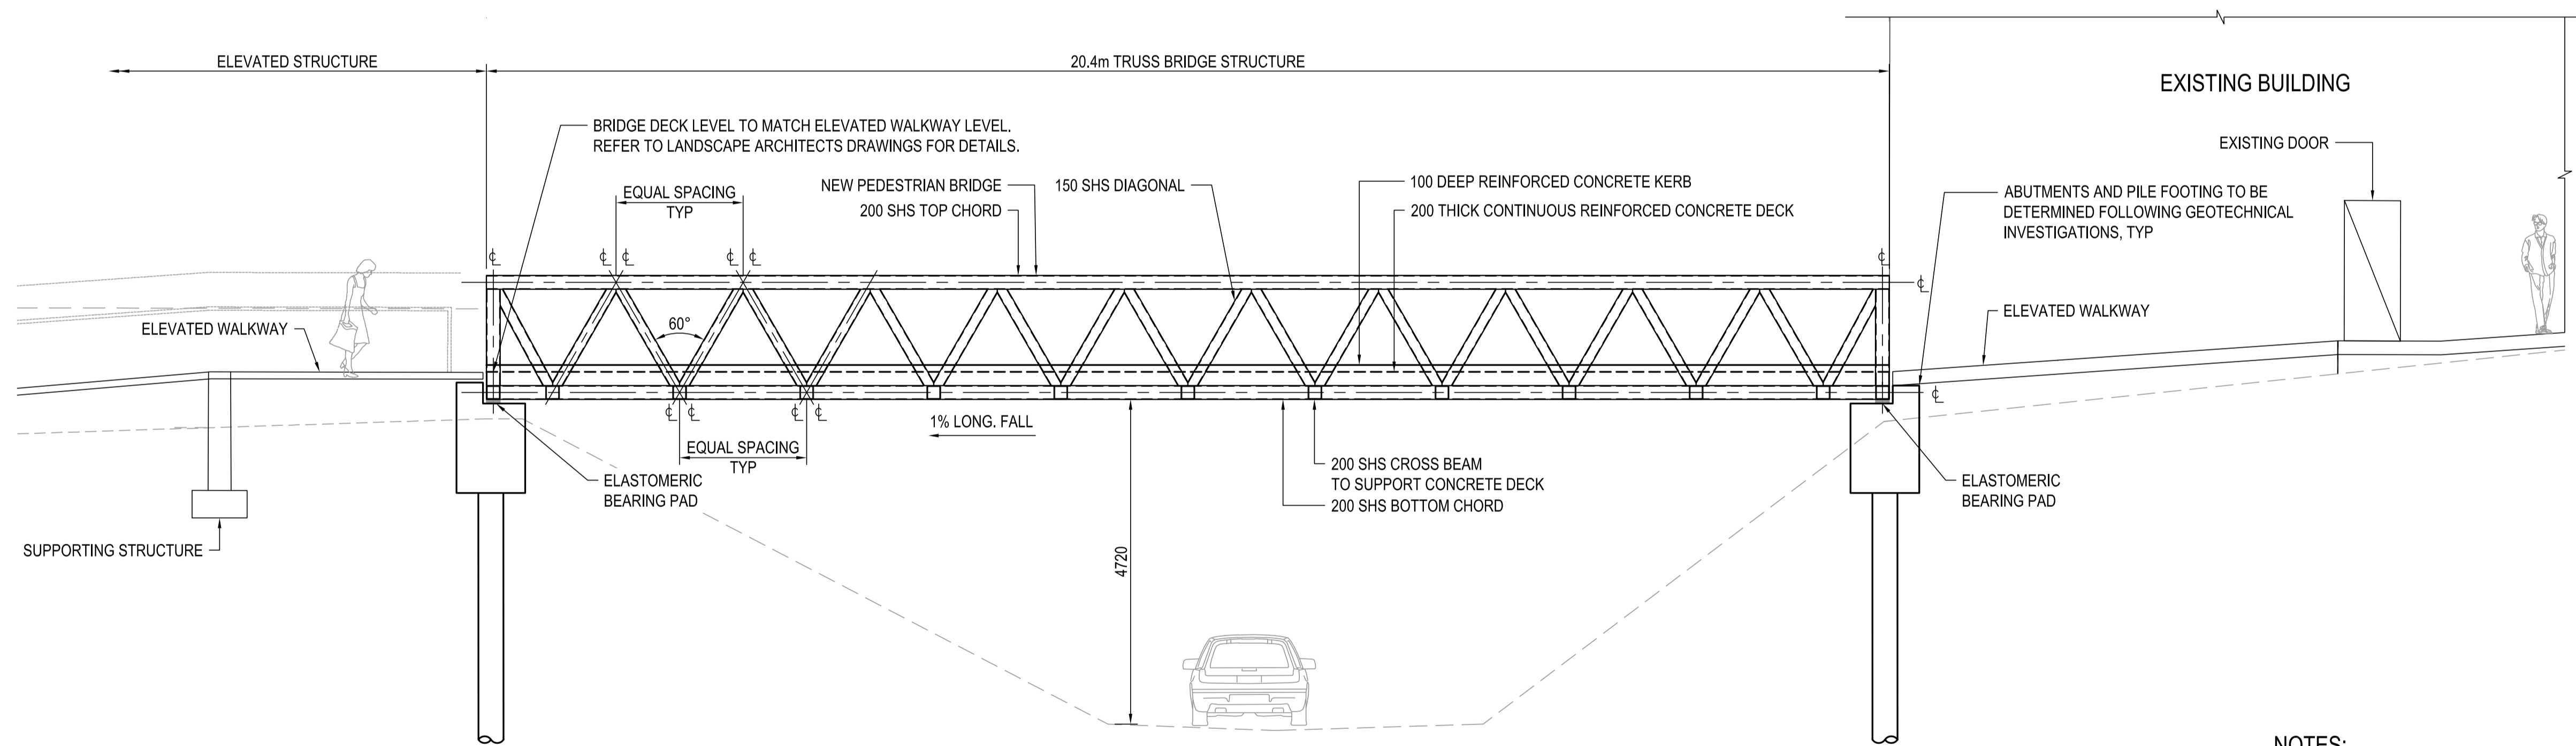 ELEVATED STRUCTURE
20.4m TRUSS BRIDGE STRUCTURE
EXISTING BUILDING
EXISTING DOOR
BRIDGE DECK LEVEL TO MATCH ELEVATED WALKWAY LEVEL.
REFER TO LANDSCAPE ARCHITECTS DRAWINGS FOR DETAILS.
EQUAL SPACING
TYP
NEW PEDESTRIAN BRIDGE
200 SHS TOP CHORD
150 SHS DIAGONAL
100 DEEP REINFORCED CONCRETE KERB
200 THICK CONTINUOUS REINFORCED CONCRETE DECK
ABUTMENTS AND PILE FOOTING TO BE
DETERMINED FOLLOWING GEOTECHNICAL
INVESTIGATIONS, TYP
ELEVATED WALKWAY
60°
ELEVATED WALKWAY
1% LONG. FALL
EQUAL SPACING
TYP
ELASTOMERIC
BEARING PAD
200 SHS CROSS BEAM
TO SUPPORT CONCRETE DECK
200 SHS BOTTOM CHORD
ELASTOMERIC
BEARING PAD
SUPPORTING STRUCTURE
4720
NOTES: